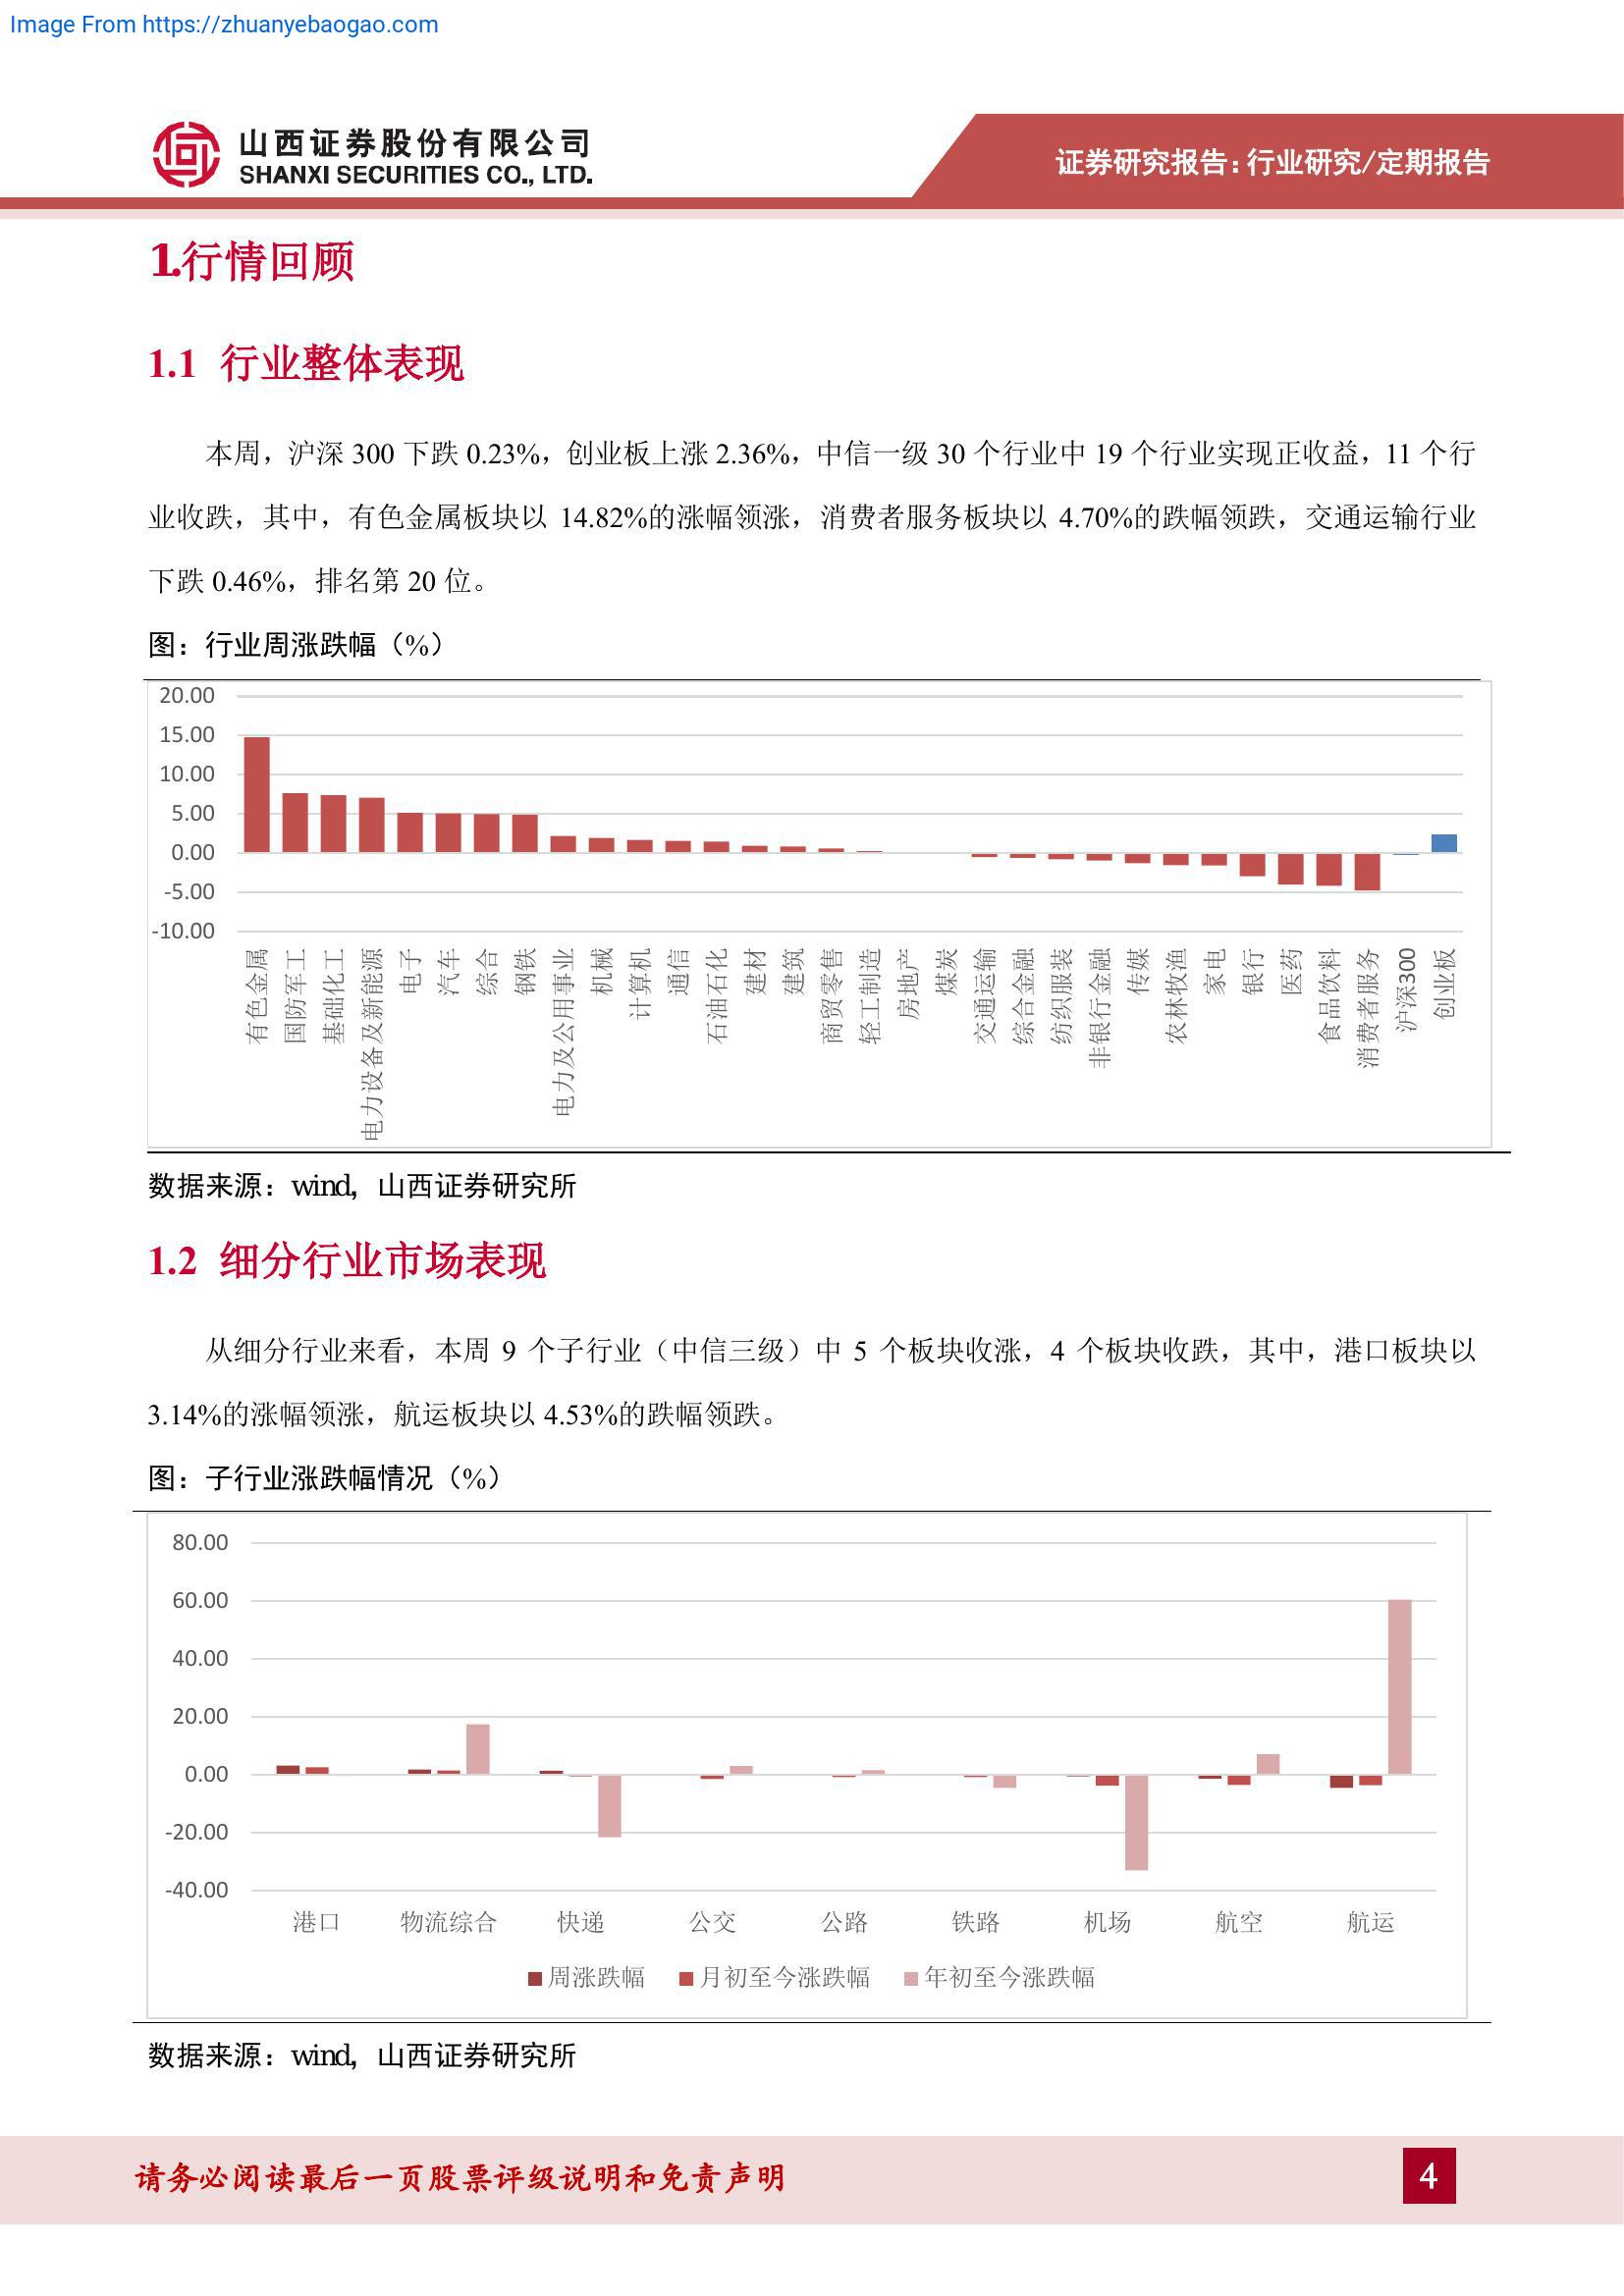 Image From https://zhuanyebaogao.com
山西证券股份有限公司
SHANXI SECURITIES CO., LTD.
证券研究报告:行业研究/定期报告
1.行情回顾
1.1 行业整体表现
本周，沪深 300 下跌 0.23%，创业板上涨 2.36%，中信一级 30 个行业中 19 个行业实现正收益，11 个行
业收跌，其中，有色金属板块以 14.82%的涨幅领涨，消费者服务板块以 4.70%的跌幅领跌，交通运输行业
下跌 0.46%，排名第 20 位。
图：行业周涨跌幅（%）
20.00
15.00
10.00
5.00
0.00
-5.00
-10.00
有色金属
国防军工
基础化工
电力设备及新能源
电子
汽车
综合
钢铁
电力及公用事业
机械
计算机
通信
石油石化
建材
建筑
商贸零售
轻工制造
房地产
煤炭
交通运输
综合金融
纺织服装
非银行金融
传媒
农林牧渔
家电
银行
医药
食品饮料
消费者服务
沪深300
创业板
数据来源：wind，山西证券研究所
1.2 细分行业市场表现
从细分行业来看，本周 9 个子行业（中信三级）中 5 个板块收涨，4 个板块收跌，其中，港口板块以
3.14%的涨幅领涨，航运板块以 4.53%的跌幅领跌。
图：子行业涨跌幅情况（%）
80.00
60.00
40.00
20.00
0.00
-20.00
-40.00
港口 物流综合 快递 公交 公路 铁路 机场 航空 航运
周涨跌幅 月初至今涨跌幅 年初至今涨跌幅
数据来源：wind，山西证券研究所
请务必阅读最后一页股票评级说明和免责声明
4